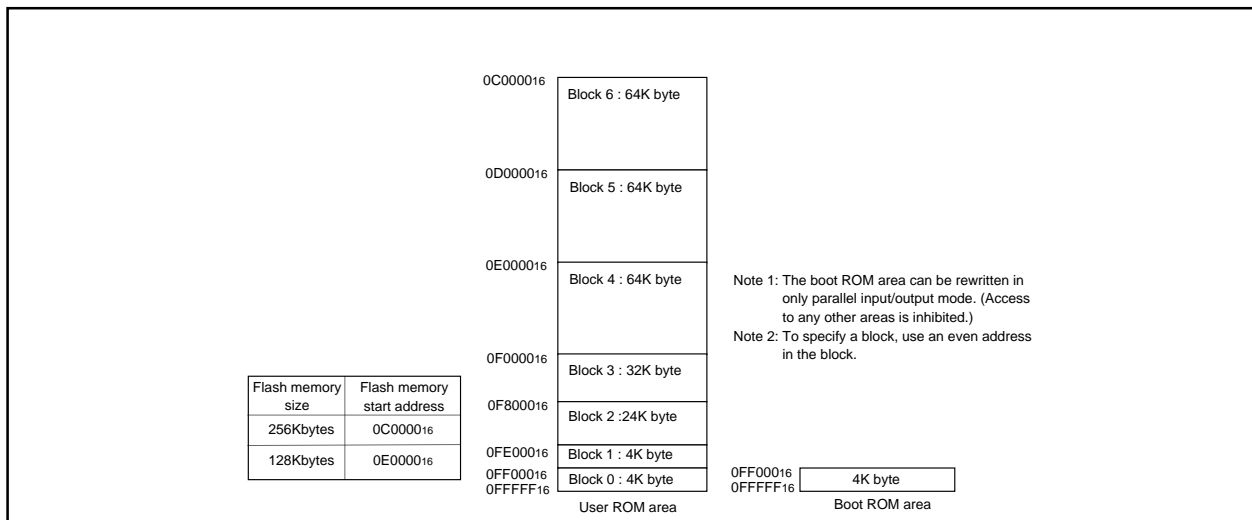 0C000016
Block 6 : 64K byte
0D000016
Block 5 : 64K byte
0E000016
Block 4 : 64K byte
Note 1: The boot ROM area can be rewritten in
only parallel input/output mode. (Access
to any other areas is inhibited.)
Note 2: To specify a block, use an even address
in the block.
0F000016
Block 3 : 32K byte
Flash memory size
Flash memory start address
256Kbytes
0C000016
128Kbytes
0E000016
0F800016
Block 2 :24K byte
0FE00016
Block 1 : 4K byte
0FF00016
Block 0 : 4K byte
0FFFFF16
User ROM area
0FF00016
4K byte
0FFFFF16
Boot ROM area